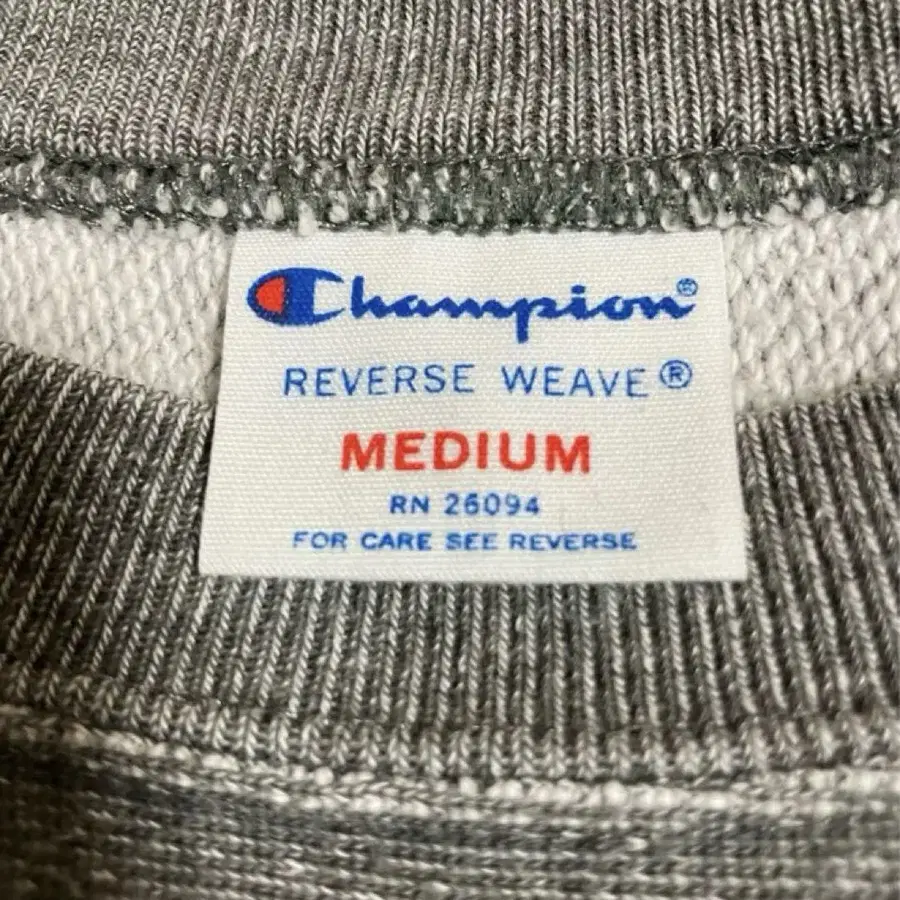 Champion®
REVERSE WEAVE®
MEDIUM
RN 26094
FOR CARE SEE REVERSE